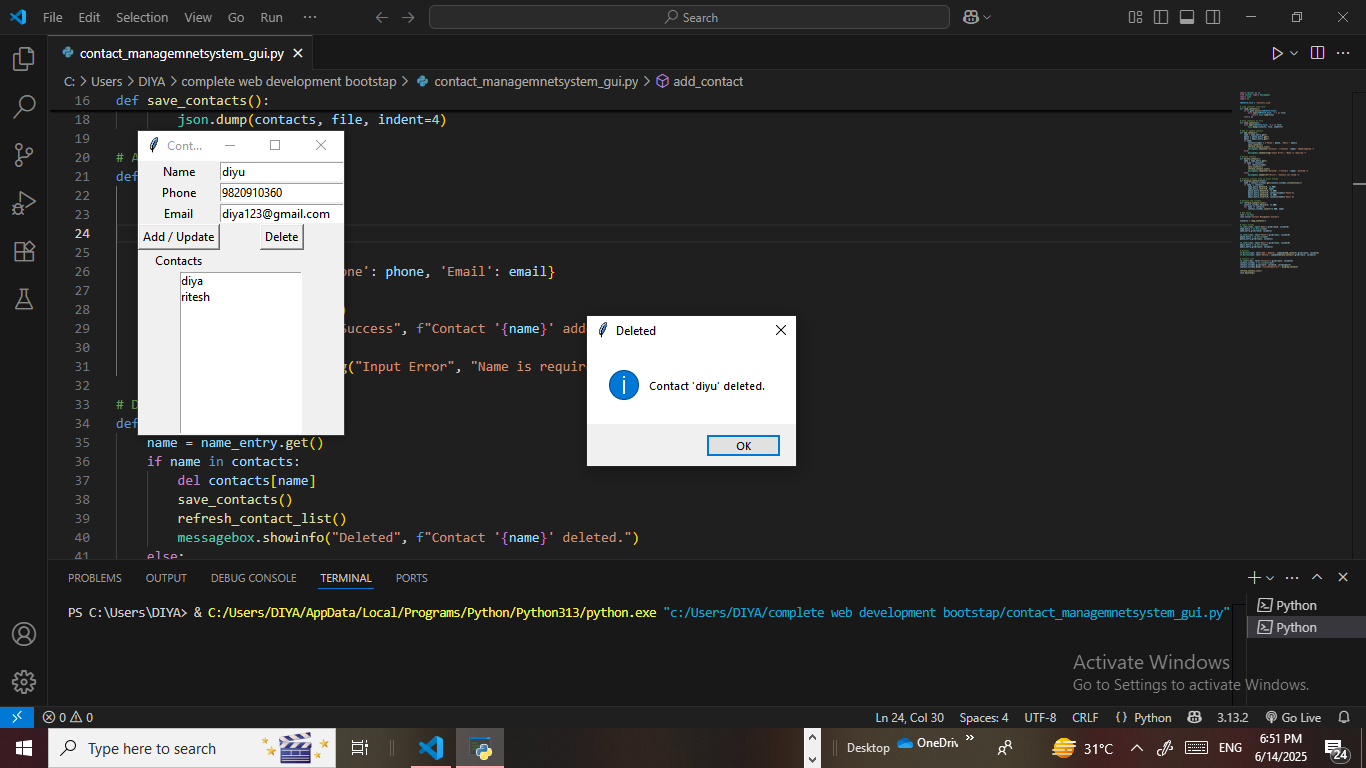 File Edit Selection View Go Run ··· Search
contact_managemnetsystem_gui.py
C: > Users > DIYA > complete web development bootstap > contact_managemnetsystem_gui.py > add_contact
16 def save_contacts():
18 json.dump(contacts, file, indent=4)
19
20 # A
21 def
22
23
24
25
26 ne': phone, 'Email': email}
27
28 )
29 Success", f"Contact '{name}' add
30
31 g("Input Error", "Name is requir
32
33 # D
34 def
35 name = name_entry.get()
36 if name in contacts:
37 del contacts[name]
38 save_contacts()
39 refresh_contact_list()
40 messagebox.showinfo("Deleted", f"Contact '{name}' deleted.")
41 else:
Cont...
Name diyu
Phone 9820910360
Email diya123@gmail.com
Add / Update Delete
Contacts
diya
ritesh
Deleted
Contact 'diyu' deleted.
OK
PROBLEMS OUTPUT DEBUG CONSOLE TERMINAL PORTS
PS C:\Users\DIYA> & C:/Users/DIYA/AppData/Local/Programs/Python/Python313/python.exe "c:/Users/DIYA/complete web development bootstap/contact_managemnetsystem_gui.py"
Python
Python
Activate Windows
Go to Settings to activate Windows.
0 0 Ln 24, Col 30 Spaces: 4 UTF-8 CRLF {} Python 3.13.2 Go Live
Type here to search Desktop OneDriv 31°C ENG 6:51 PM
6/14/2025 24